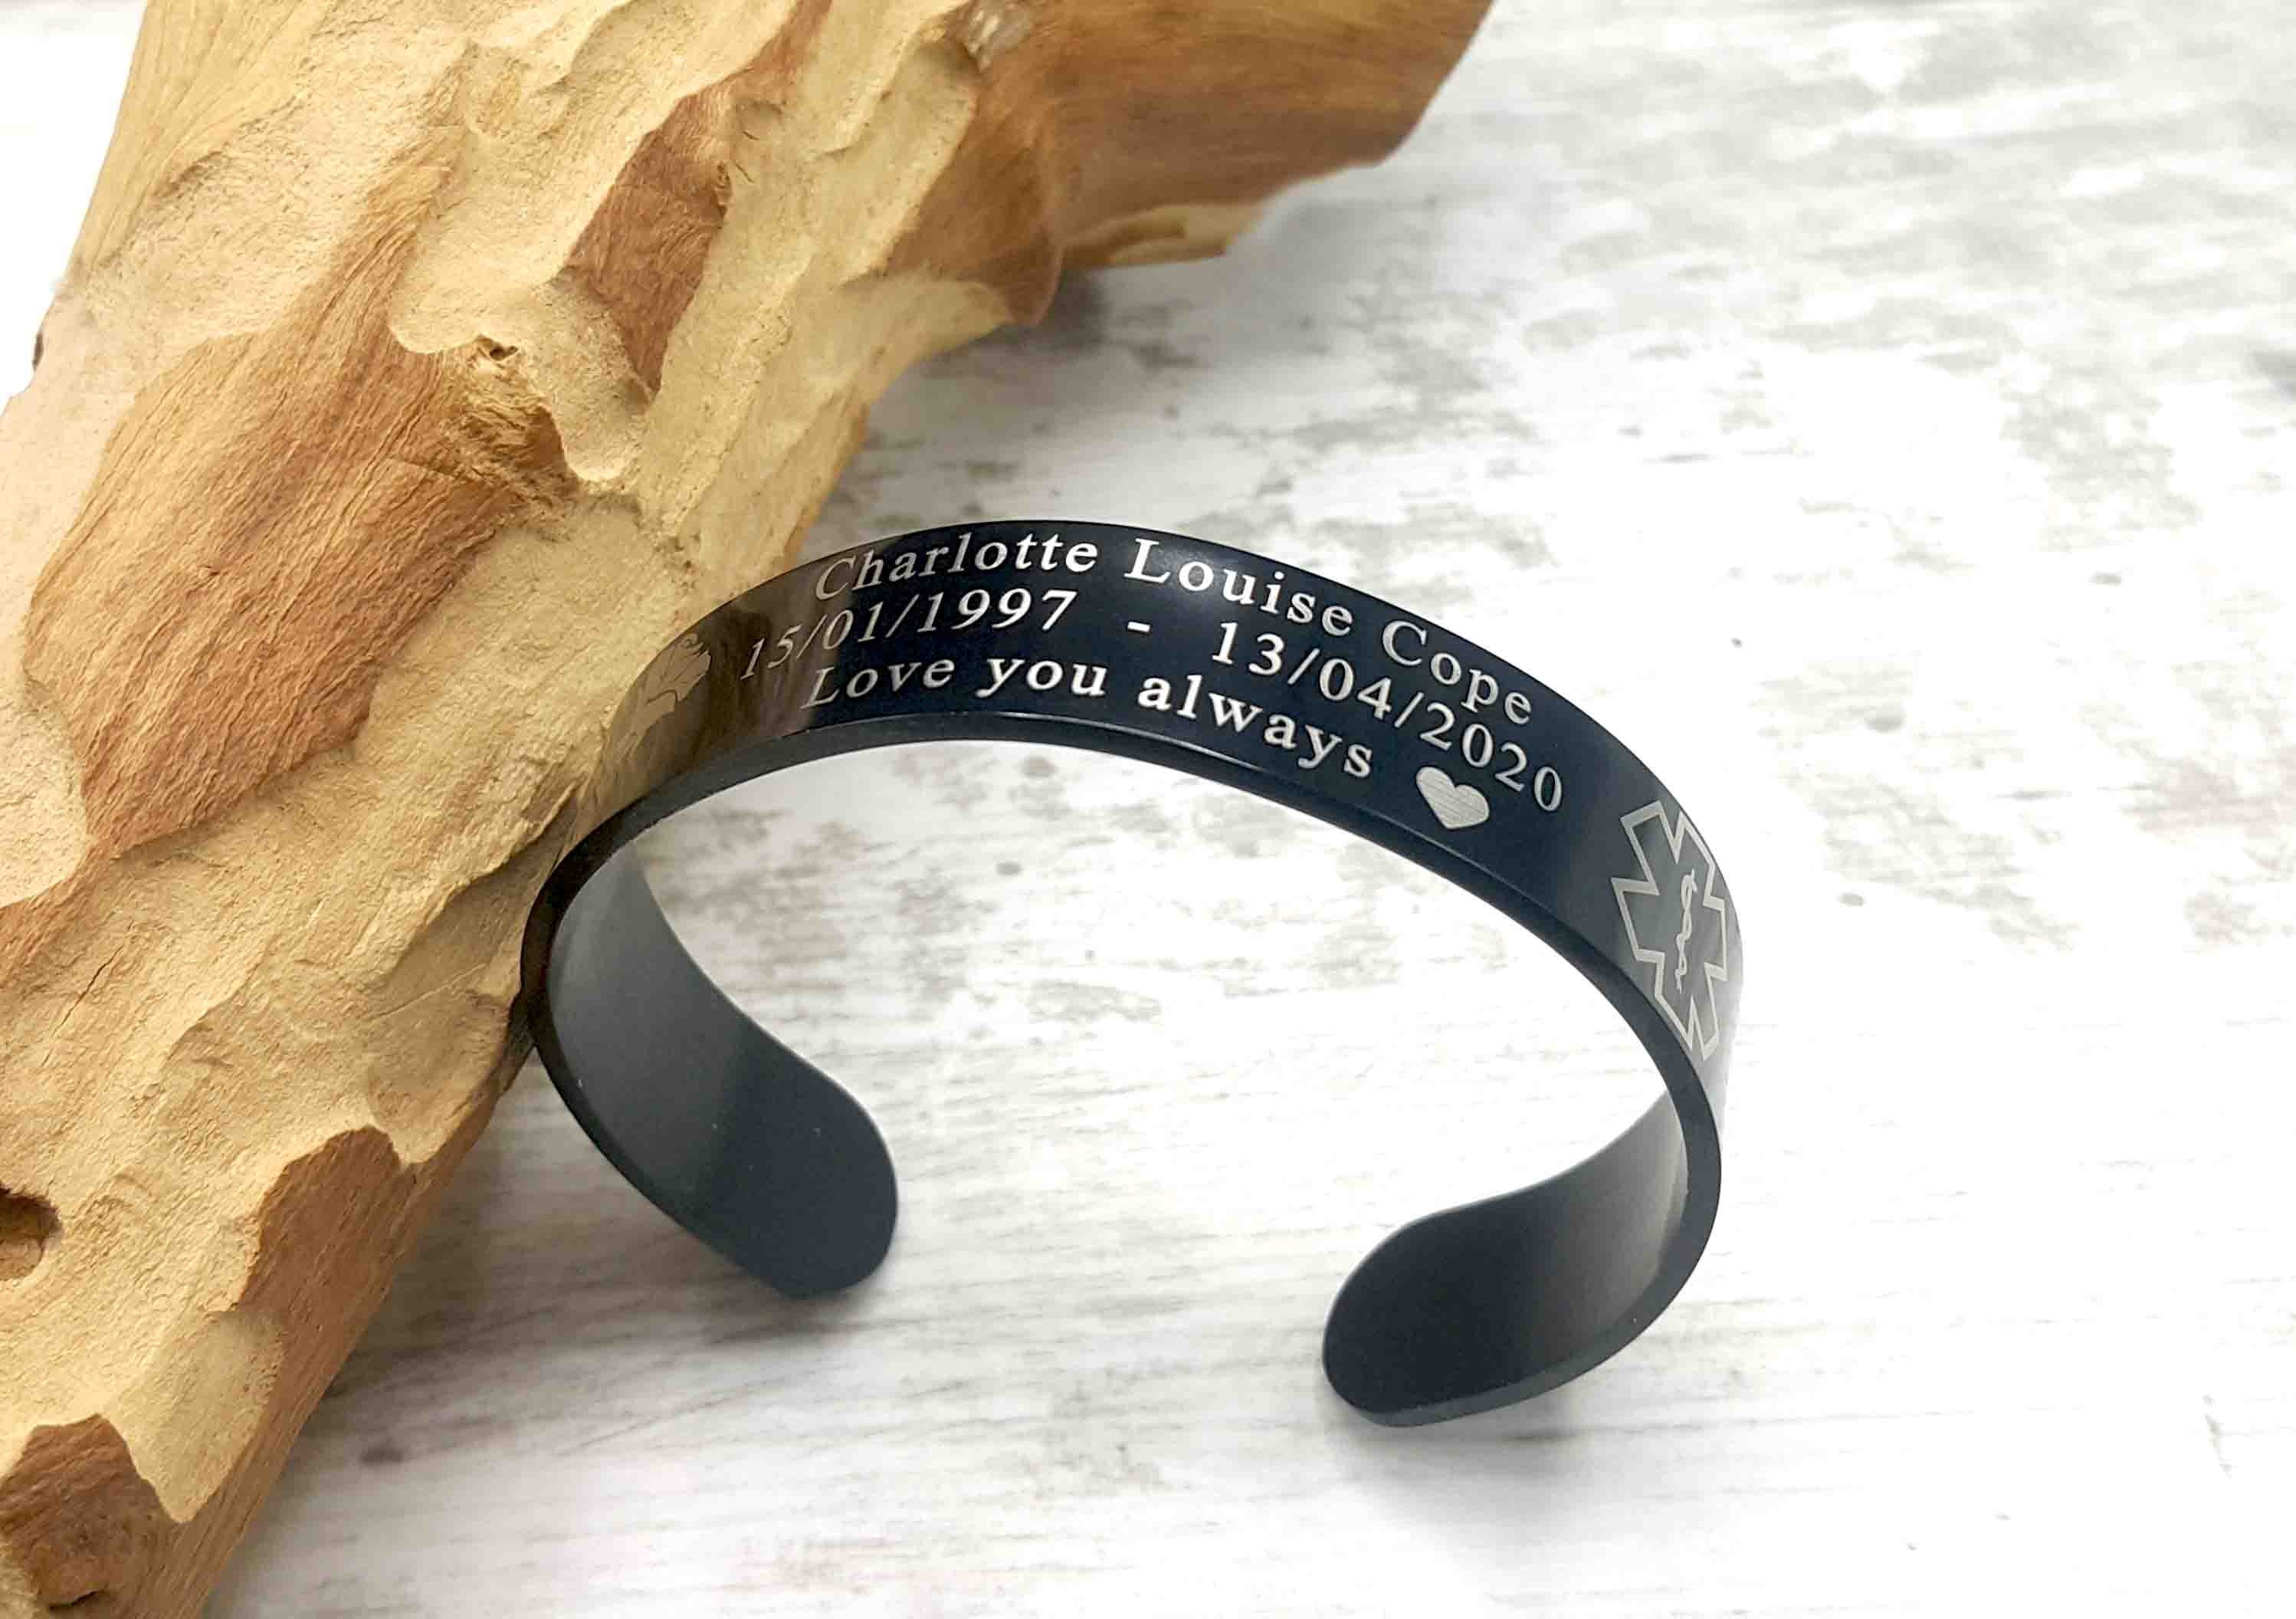 Charlotte Louise Cope
15/01/1997 - 13/04/2020
Love you always